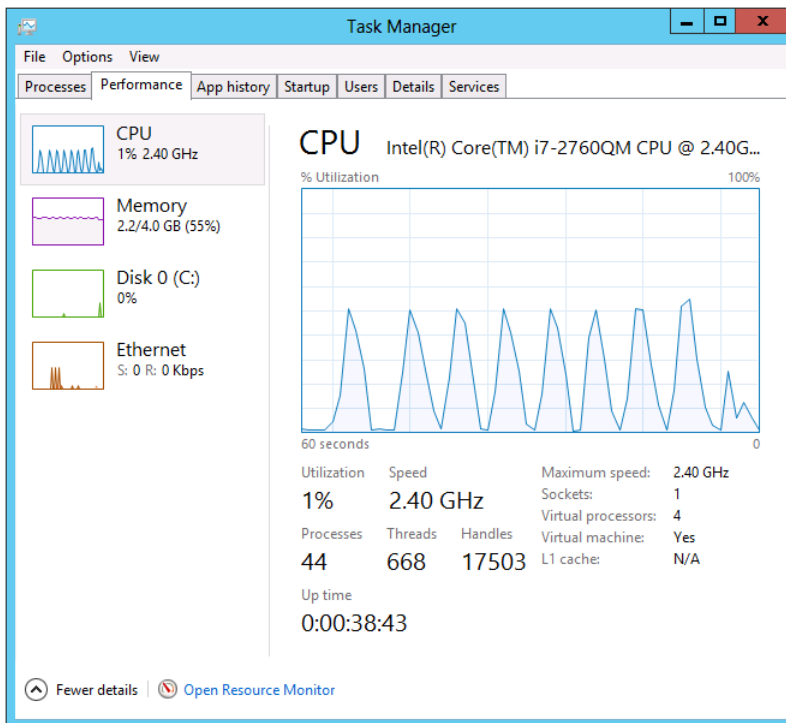 Task Manager
File Options View
Processes Performance App history Startup Users Details Services
CPU
1% 2.40 GHz
Memory
2.2/4.0 GB (55%)
Disk 0 (C:)
0%
Ethernet
S: 0 R: 0 Kbps
CPU Intel(R) Core(TM) i7-2760QM CPU @ 2.40G...
% Utilization 100%
60 seconds 0
Utilization Speed
1% 2.40 GHz
Processes Threads Handles
44 668 17503
Up time
0:00:38:43
Maximum speed: 2.40 GHz
Sockets: 1
Virtual processors: 4
Virtual machine: Yes
L1 cache: N/A
Fewer details Open Resource Monitor